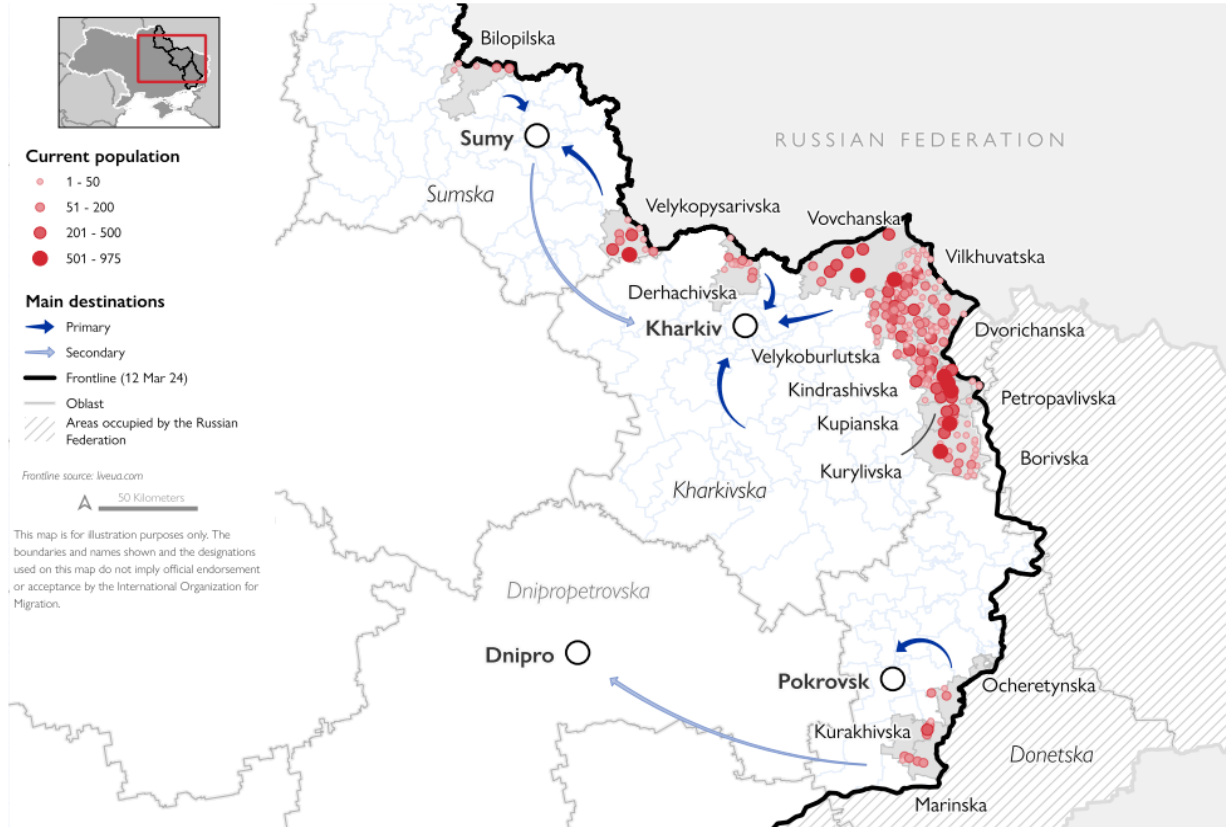 Current population
1 - 50
51 - 200
201 - 500
501 - 975
Main destinations
Primary
Secondary
Frontline (12 Mar 24)
Oblast
Areas occupied by the Russian
Federation
Frontline source: liveua.com
50 Kilometers
This map is for illustration purposes only. The
boundaries and names shown and the designations
used on this map do not imply official endorsement
or acceptance by the International Organization for
Migration.
Bilopilska
Sumy
RUSSIAN FEDERATION
Sumska
Velykopysarivska
Vovchanska
Vilkhuvatska
Derhachivska
Kharkiv
Dvorichanska
Velykoburlutska
Kindrashivska
Petropavlivska
Kupianska
Borivska
Kurylivska
Kharkivska
Dnipropetrovska
Dnipro
Pokrovsk
Ocheretynska
Kurakhivska
Donetska
Marinska